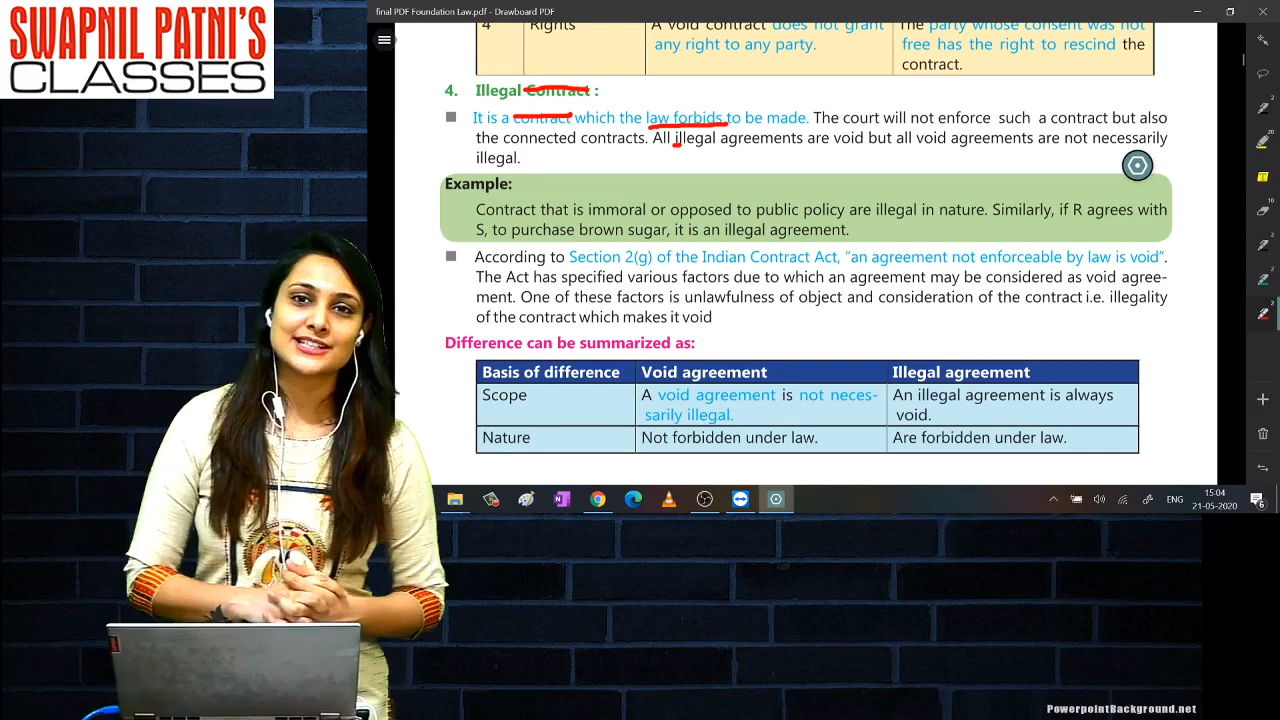 SWAPNIL PATNI'S
CLASSES
final PDF Foundation Law.pdf - Drawboard PDF
4 Rights A void contract does not grant any right to any party. The party whose consent was not free has the right to rescind the contract.
4. Illegal Contract :
It is a contract which the law forbids to be made. The court will not enforce such a contract but also
the connected contracts. All illegal agreements are void but all void agreements are not necessarily
illegal.
Example:
Contract that is immoral or opposed to public policy are illegal in nature. Similarly, if R agrees with
S, to purchase brown sugar, it is an illegal agreement.
According to Section 2(g) of the Indian Contract Act, “an agreement not enforceable by law is void”.
The Act has specified various factors due to which an agreement may be considered as void agree-
ment. One of these factors is unlawfulness of object and consideration of the contract i.e. illegality
of the contract which makes it void
Difference can be summarized as:
Basis of difference Void agreement Illegal agreement
Scope A void agreement is not neces-
sarily illegal. An illegal agreement is always
void.
Nature Not forbidden under law. Are forbidden under law.
ENG
15:04
21-05-2020
PowerpointBackground.net